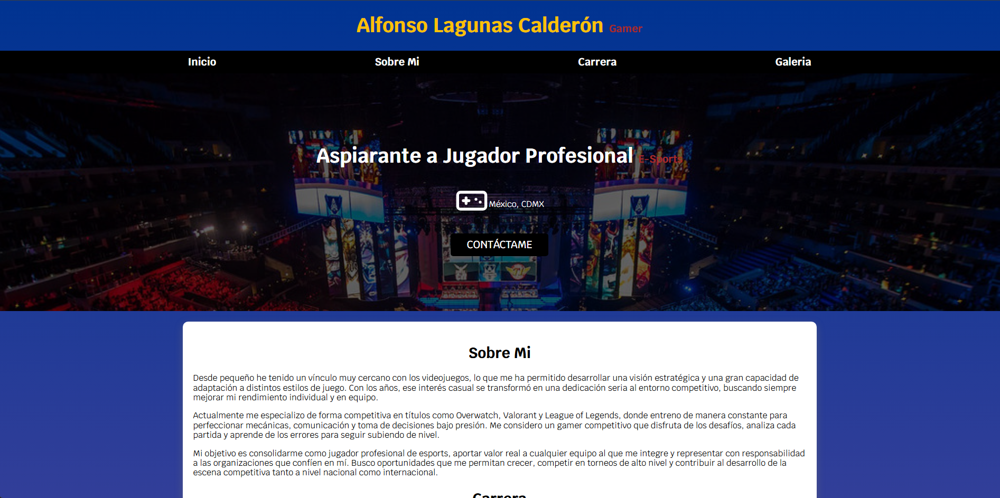 Alfonso Lagunas Calderón Gamer
Inicio Sobre Mi Carrera Galeria
Aspiarante a Jugador Profesional E-Sports
México, CDMX
CONTÁCTAME
Sobre Mi
Desde pequeño he tenido un vínculo muy cercano con los videojuegos, lo que me ha permitido desarrollar una visión estratégica y una gran capacidad de
adaptación a distintos estilos de juego. Con los años, ese interés casual se transformó en una dedicación seria al entorno competitivo, buscando siempre
mejorar mi rendimiento individual y en equipo.
Actualmente me especializo de forma competitiva en títulos como Overwatch, Valorant y League of Legends, donde entreno de manera constante para
perfeccionar mecánicas, comunicación y toma de decisiones bajo presión. Me considero un gamer competitivo que disfruta de los desafíos, analiza cada
partida y aprende de los errores para seguir subiendo de nivel.
Mi objetivo es consolidarme como jugador profesional de esports, aportar valor real a cualquier equipo al que me integre y representar con responsabilidad
a las organizaciones que confíen en mí. Busco oportunidades que me permitan crecer, competir en torneos de alto nivel y contribuir al desarrollo de la
escena competitiva tanto a nivel nacional como internacional.
Carrera